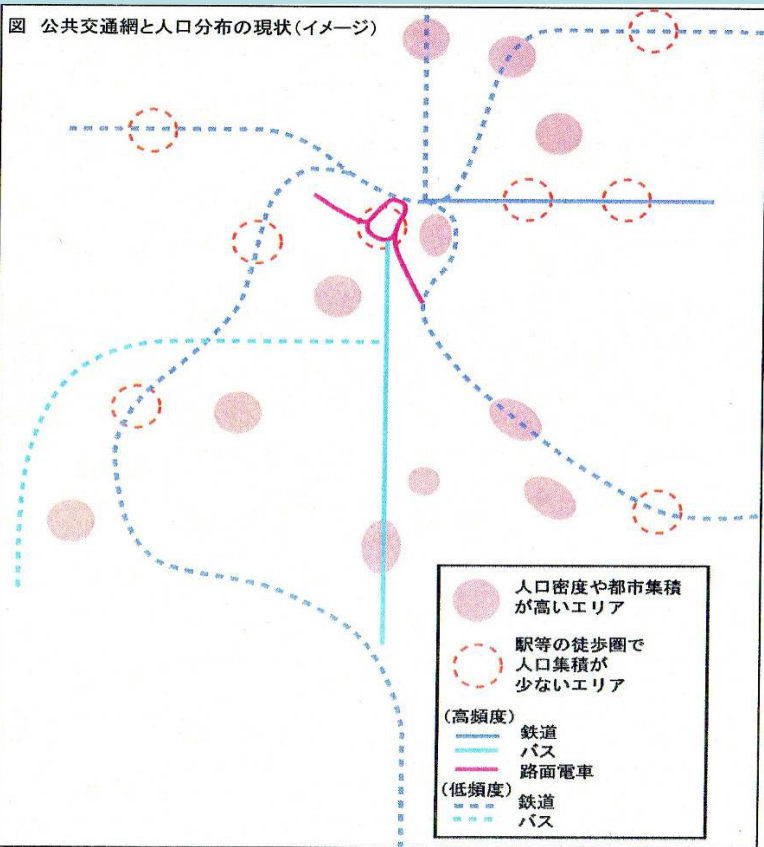 図 公共交通網と人口分布の現状(イメージ)
人口密度や都市集積
が高いエリア
駅等の徒歩圏で
人口集積が
少ないエリア
(高頻度)
鉄道
バス
路面電車
(低頻度)
鉄道
バス